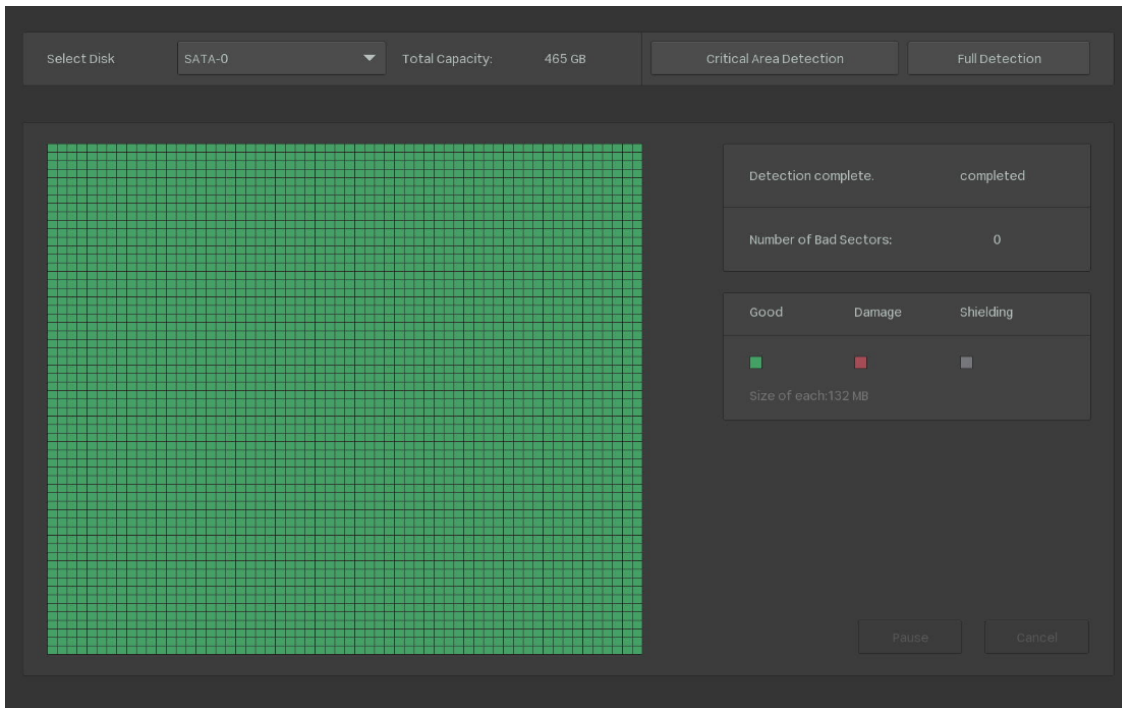 Select Disk SATA-0 Total Capacity: 465 GB Critical Area Detection Full Detection
Detection complete. completed
Number of Bad Sectors: 0
Good Damage Shielding
Size of each:132 MB
Pause Cancel